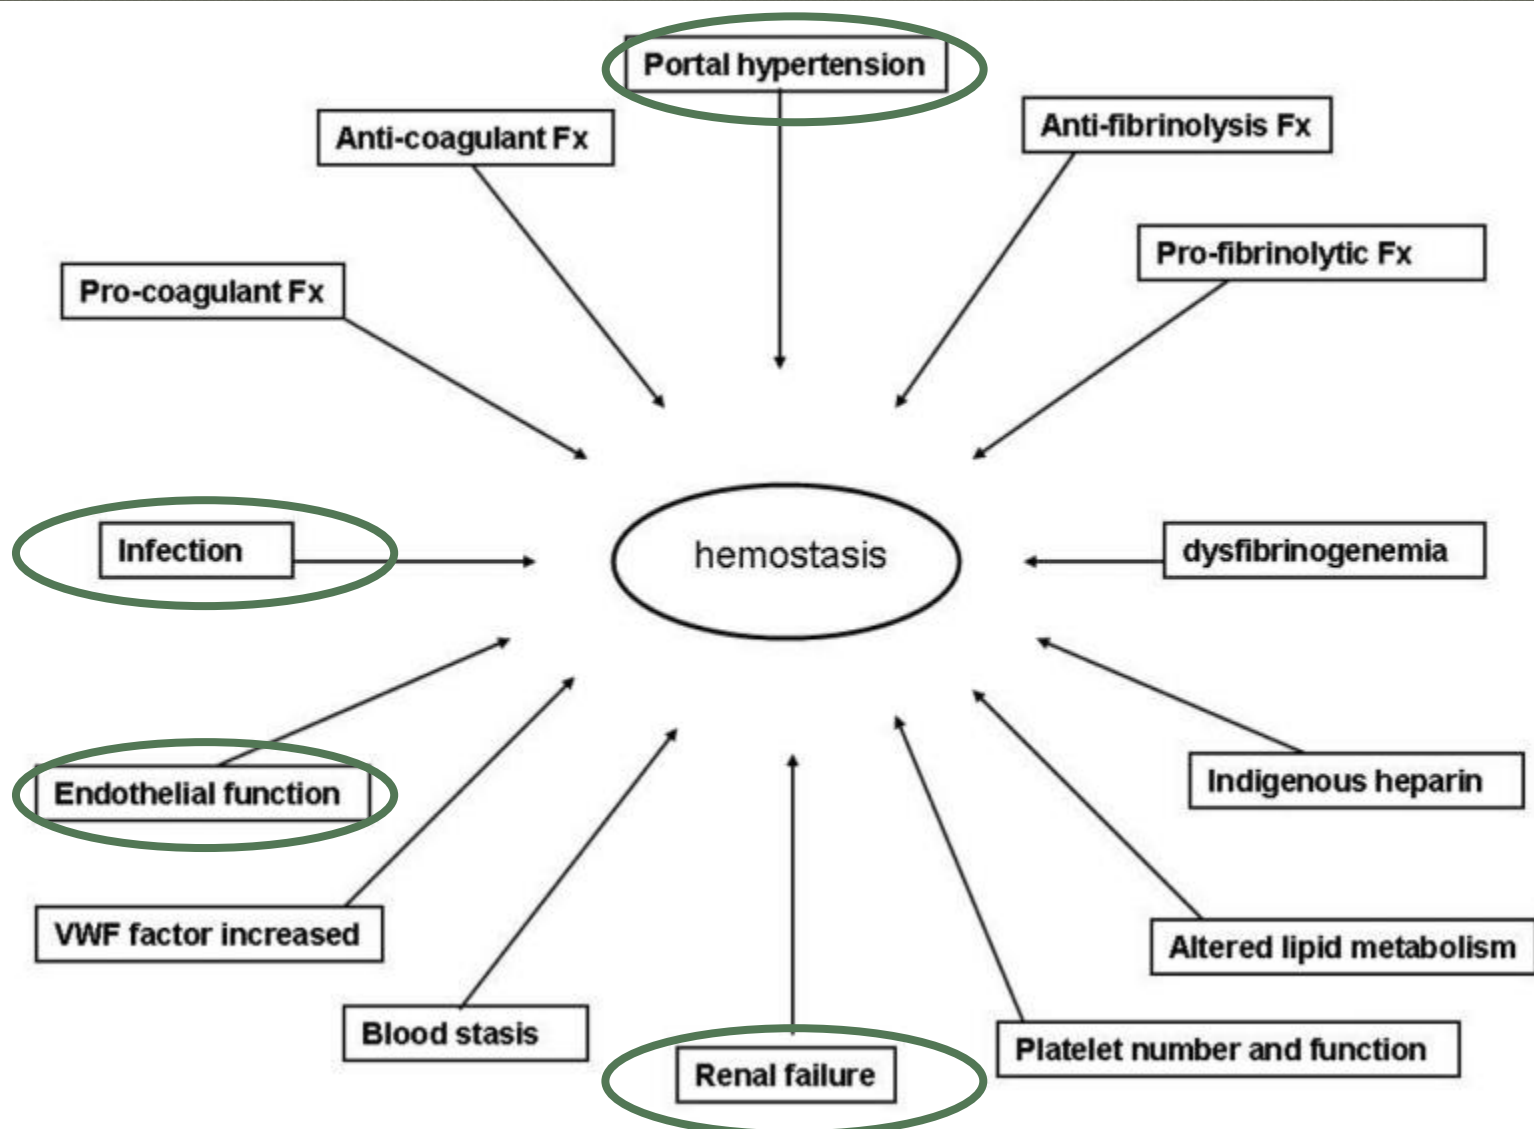 Portal hypertension
Anti-coagulant Fx
Anti-fibrinolysis Fx
Pro-fibrinolytic Fx
Pro-coagulant Fx
Infection
hemostasis
dysfibrinogenemia
Endothelial function
Indigenous heparin
VWF factor increased
Altered lipid metabolism
Blood stasis
Renal failure
Platelet number and function